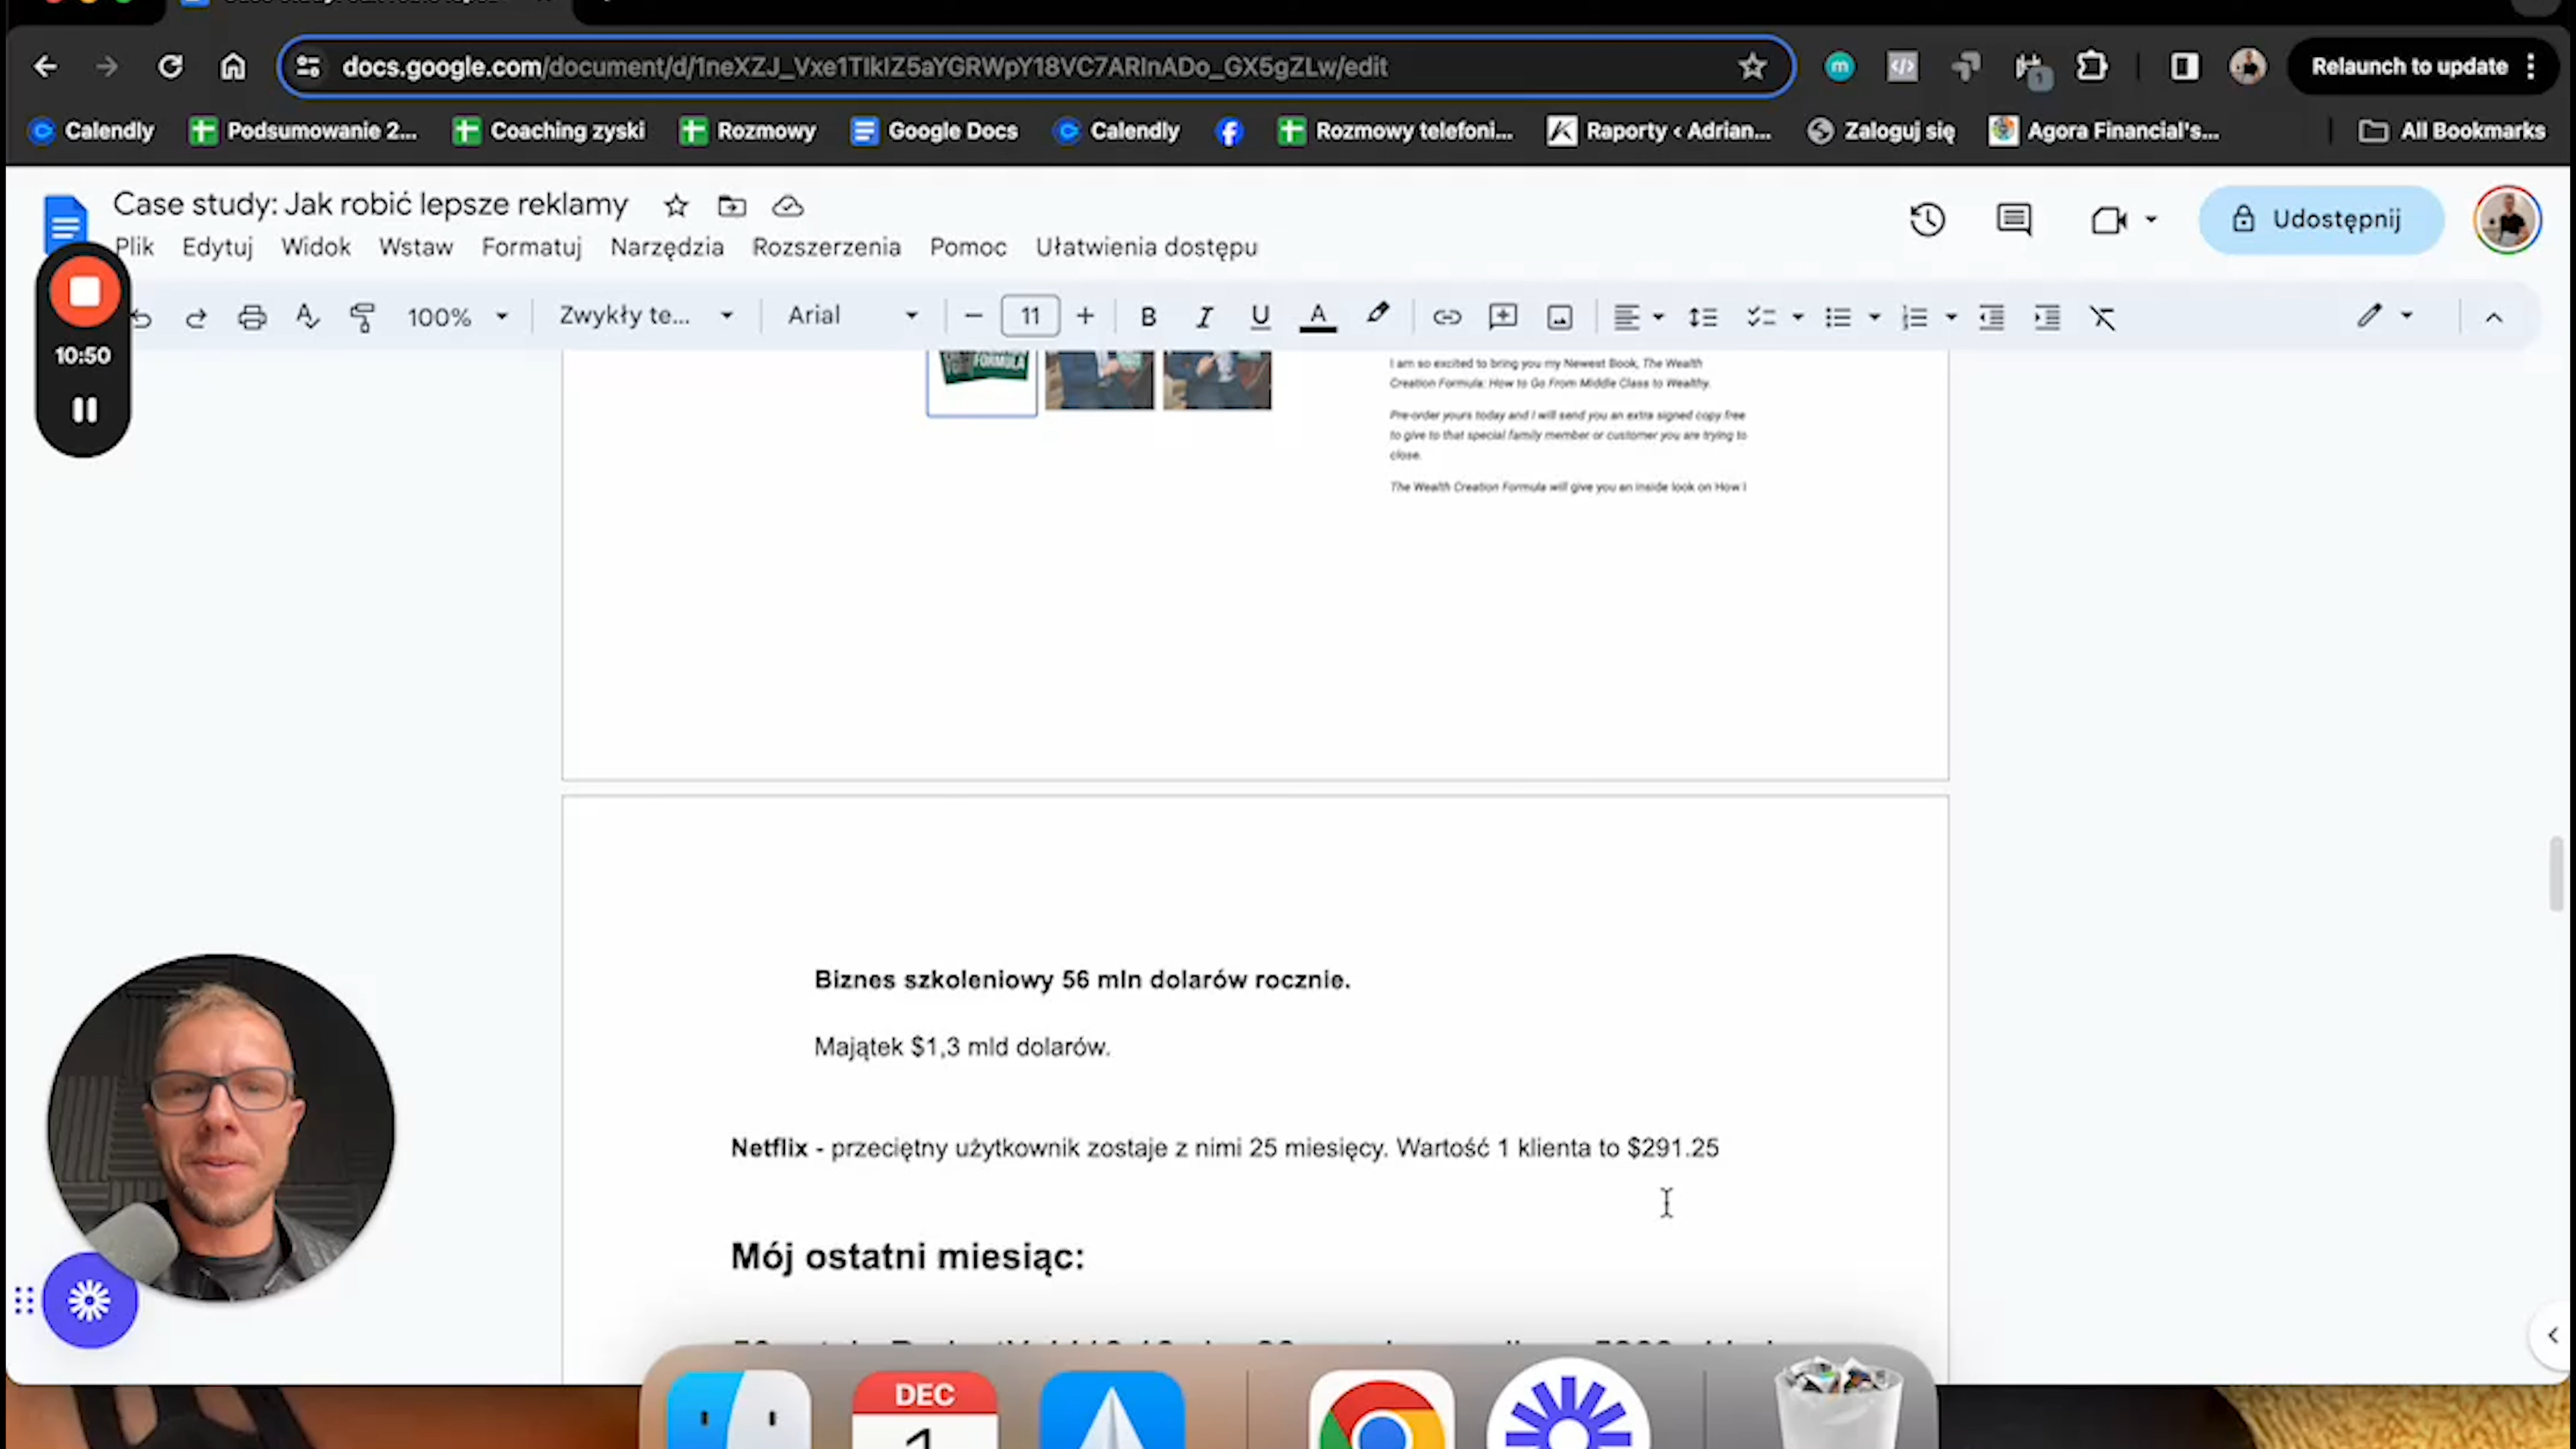 docs.google.com/document/d/1neXZJ_Vxe1TIkIZ5aYGRWpY18VC7ARInADo_GX5gZLw/edit
Relaunch to update
Calendly
Podsumowanie 2...
Coaching zyski
Rozmowy
Google Docs
Calendly
Rozmowy telefoni...
Raporty ‹ Adrian...
Zaloguj się
Agora Financial's...
All Bookmarks
Case study: Jak robić lepsze reklamy
Udostępnij
Plik Edytuj Widok Wstaw Formatuj Narzędzia Rozszerzenia Pomoc Ułatwienia dostępu
100% Zwykły te... Arial 11
10:50
FORMULA
I am so excited to bring you my Newest Book, The Wealth
Creation Formula: How to Go From Middle Class to Wealthy.
Pre-order yours today and I will send you an extra signed copy free
to give to that special family member or customer you are trying to
close.
The Wealth Creation Formula will give you an inside look on How I
Biznes szkoleniowy 56 mln dolarów rocznie.
Majątek $1,3 mld dolarów.
Netflix - przeciętny użytkownik zostaje z nimi 25 miesięcy. Wartość 1 klienta to $291.25
Mój ostatni miesiąc:
DEC
1